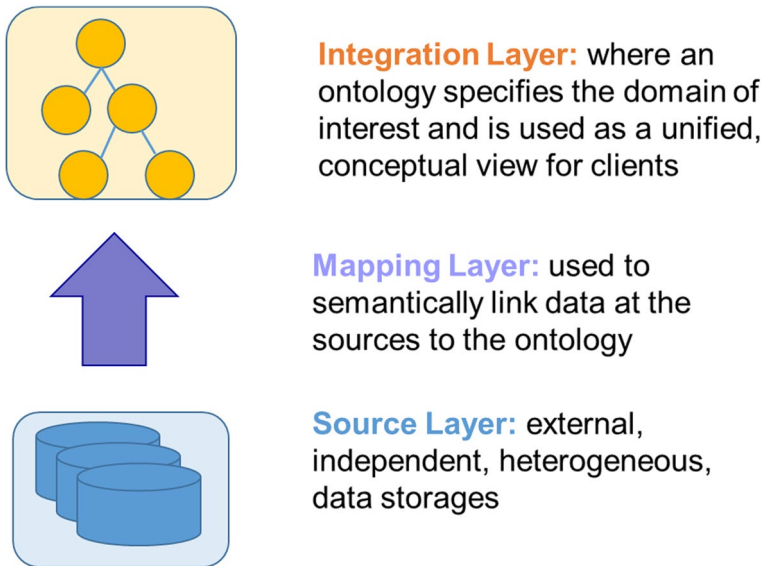 Integration Layer: where an
ontology specifies the domain of
interest and is used as a unified,
conceptual view for clients
Mapping Layer: used to
semantically link data at the
sources to the ontology
Source Layer: external,
independent, heterogeneous,
data storages